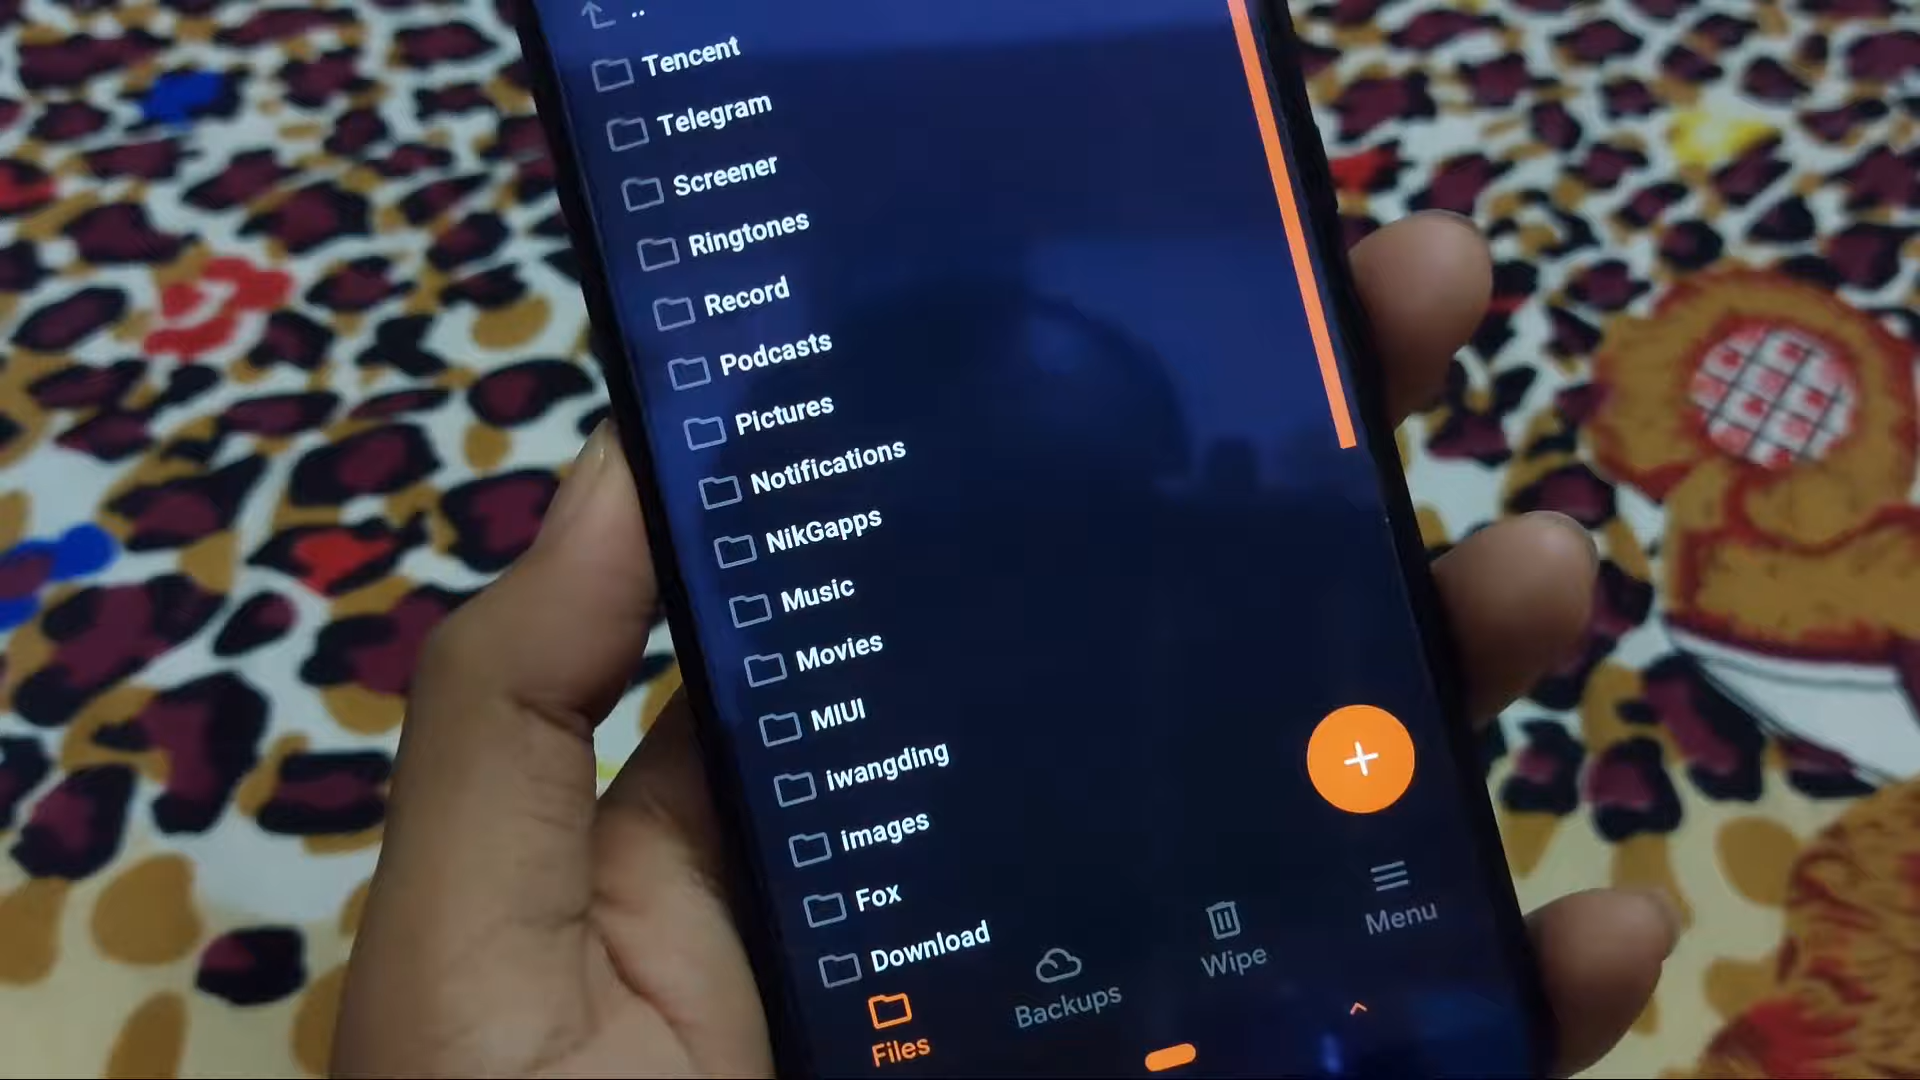 ..
Tencent
Telegram
Screener
Ringtones
Record
Podcasts
Pictures
Notifications
NikGapps
Music
Movies
MIUI
iwangding
images
Fox
Download
Files
Backups
Wipe
Menu